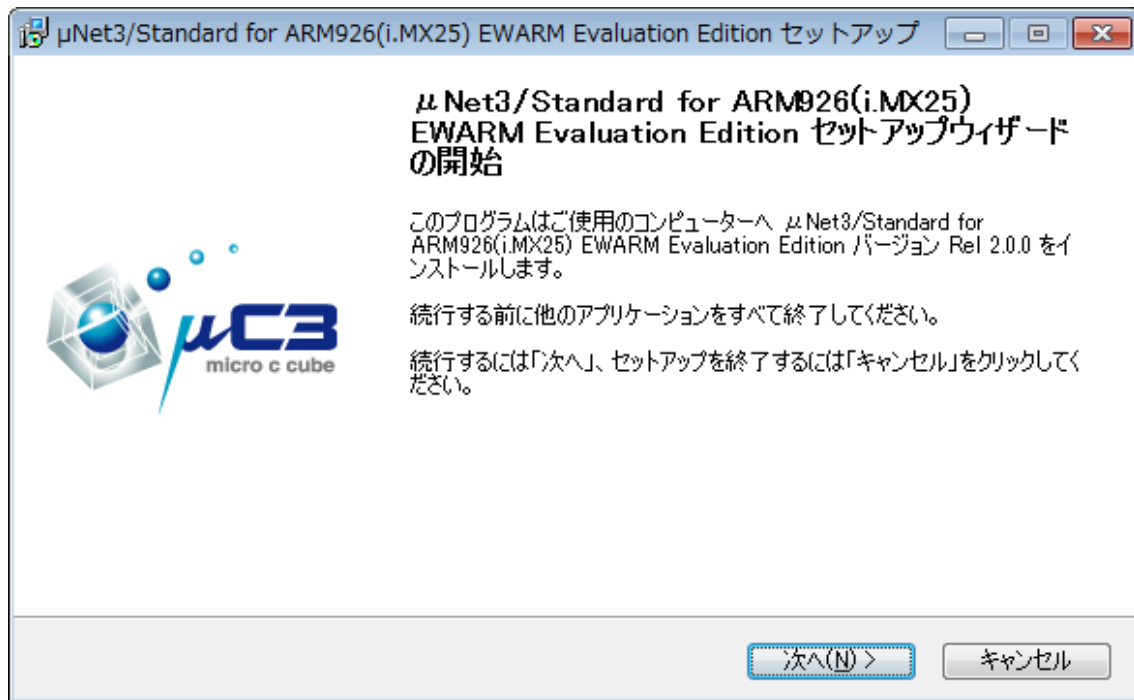 µNet3/Standard for ARM926(i.MX25) EWARM Evaluation Edition セットアップ
μNet3/Standard for ARM926(i.MX25)
EWARM Evaluation Edition セットアップウィザード
の開始
このプログラムはご使用のコンピューターへ μNet3/Standard for
ARM926(i.MX25) EWARM Evaluation Edition バージョン Rel 2.0.0 をイ
ンストールします。
続行する前に他のアプリケーションをすべて終了してください。
続行するには「次へ」、セットアップを終了するには「キャンセル」をクリックしてく
ださい。
μC3
micro c cube
次へ(N) >
キャンセル